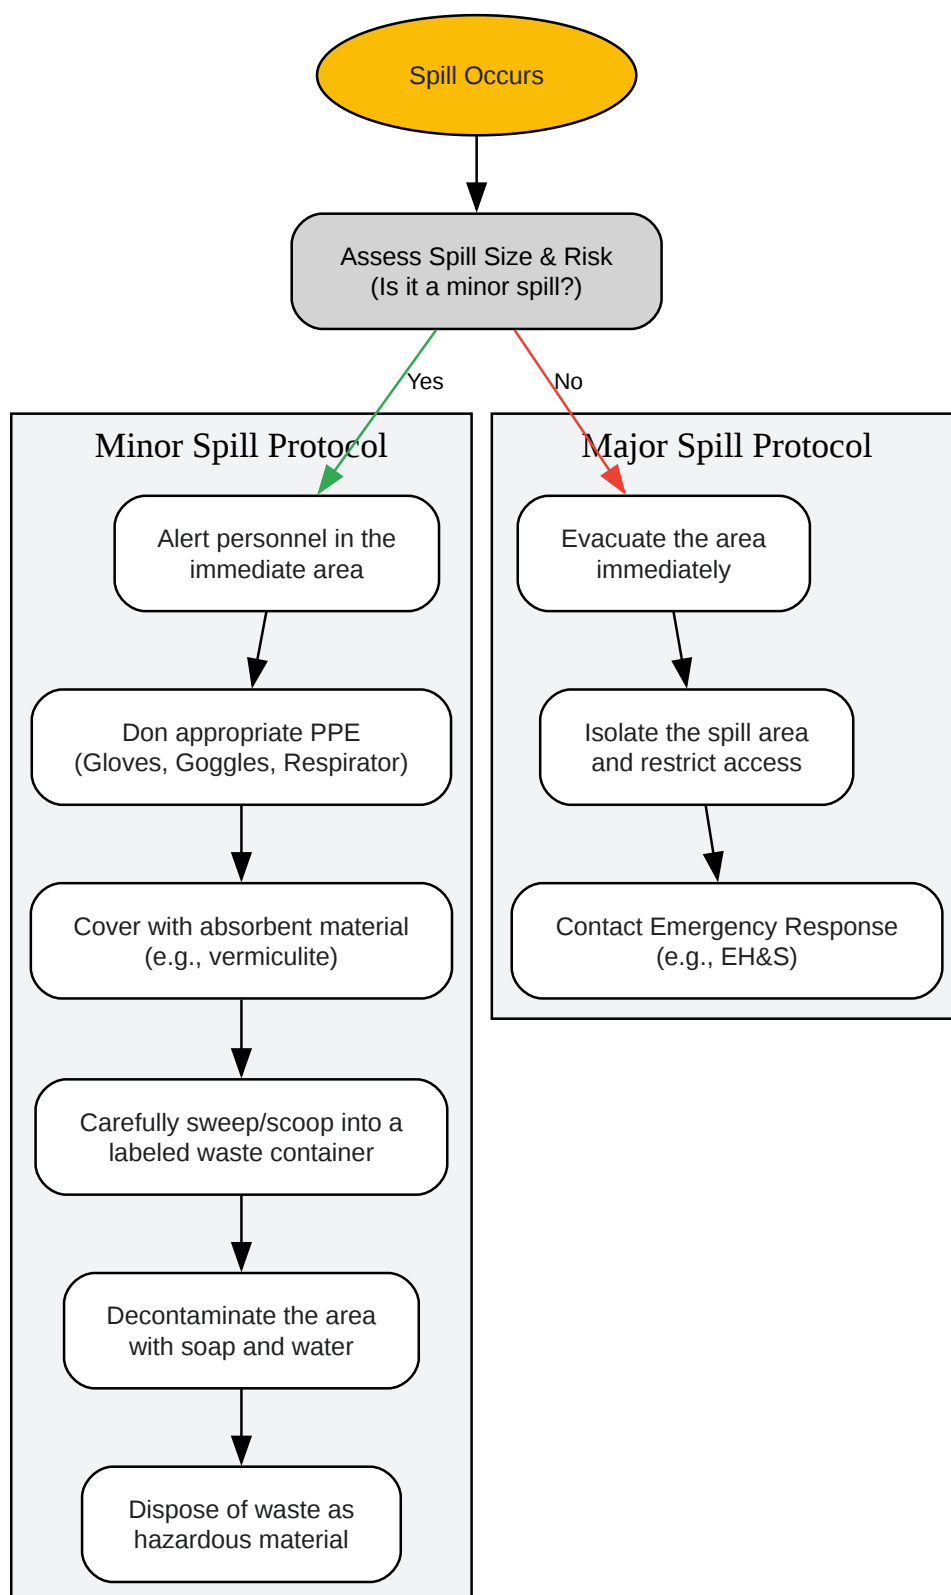 Spill Occurs
Assess Spill Size & Risk
(Is it a minor spill?)
Yes
No
Minor Spill Protocol
Alert personnel in the
immediate area
Don appropriate PPE
(Gloves, Goggles, Respirator)
Cover with absorbent material
(e.g., vermiculite)
Carefully sweep/scoop into a
labeled waste container
Decontaminate the area
with soap and water
Dispose of waste as
hazardous material
Major Spill Protocol
Evacuate the area
immediately
Isolate the spill area
and restrict access
Contact Emergency Response
(e.g., EH&S)